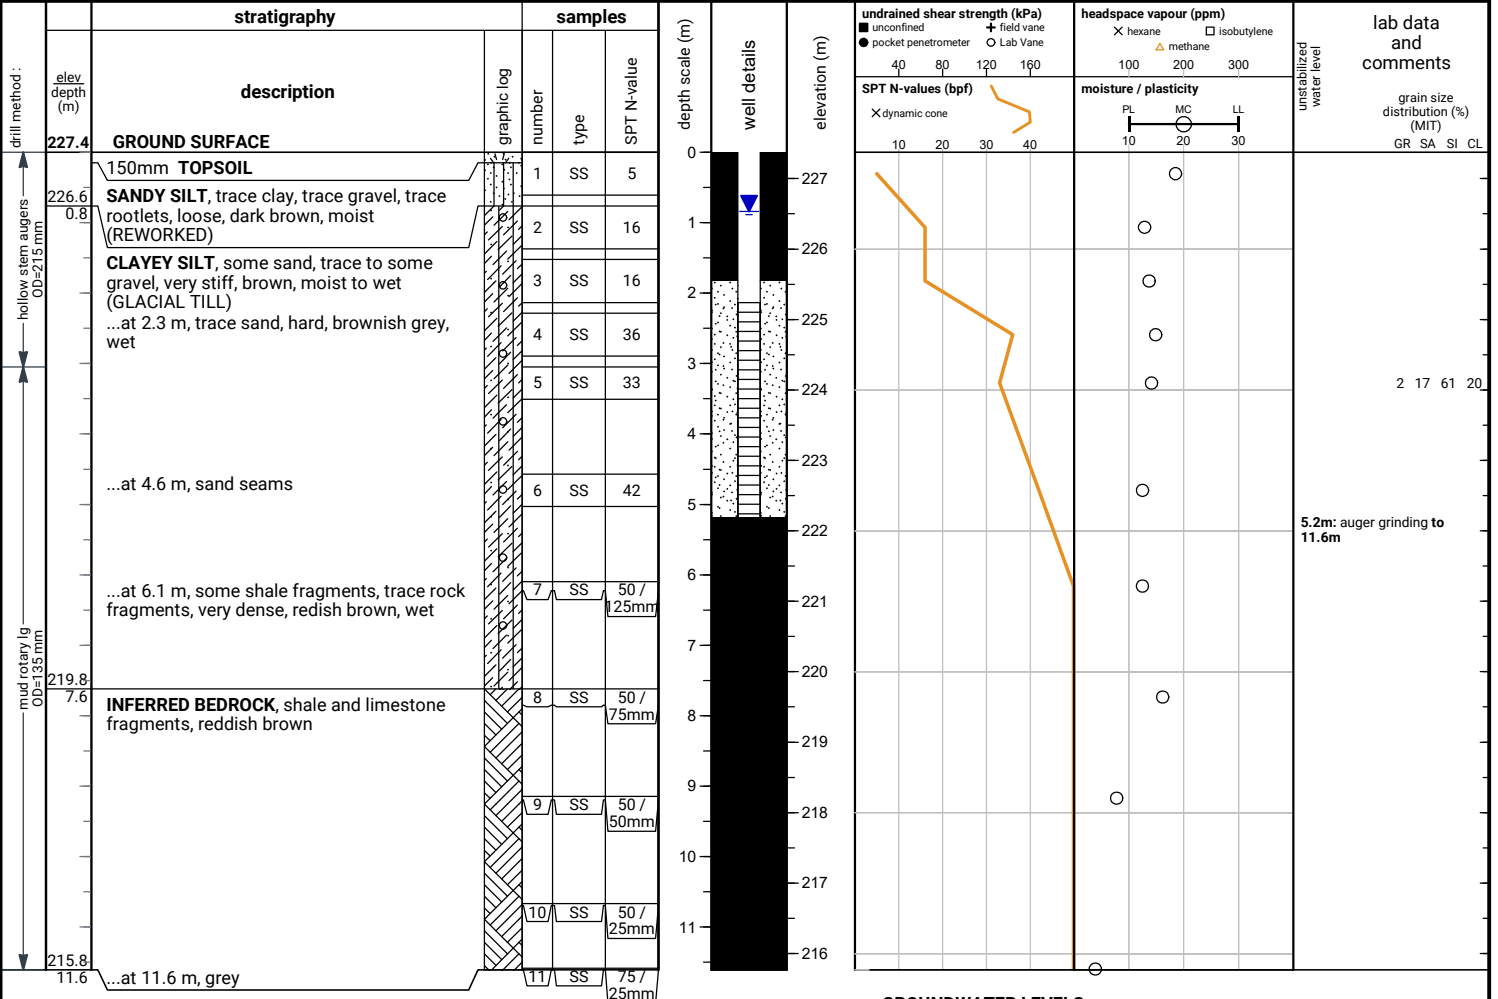 stratigraphy
samples
drill method :
elev
depth
(m)
description
graphic log
number
type
SPT N-value
depth scale (m)
well details
elevation (m)
undrained shear strength (kPa)
unconfined
field vane
pocket penetrometer
Lab Vane
40 80 120 160
SPT N-values (bpf)
dynamic cone
10 20 30 40
headspace vapour (ppm)
hexane
isobutylene
methane
100 200 300
moisture / plasticity
PL MC LL
10 20 30
unstabilized
water level
lab data
and
comments
grain size
distribution (%)
(MIT)
GR SA SI CL
227.4 GROUND SURFACE
150mm TOPSOIL
226.6
0.8
SANDY SILT, trace clay, trace gravel, trace
rootlets, loose, dark brown, moist
(REWORKED)
CLAYEY SILT, some sand, trace to some
gravel, very stiff, brown, moist to wet
(GLACIAL TILL)
...at 2.3 m, trace sand, hard, brownish grey,
wet
...at 4.6 m, sand seams
...at 6.1 m, some shale fragments, trace rock
fragments, very dense, redish brown, wet
219.8
7.6
INFERRED BEDROCK, shale and limestone
fragments, reddish brown
215.8
11.6
...at 11.6 m, grey
hollow stem augers
OD=215 mm
mud rotary lg
OD=135 mm
1 SS 5
2 SS 16
3 SS 16
4 SS 36
5 SS 33
6 SS 42
7 SS 50 /
125mm
8 SS 50 /
75mm
9 SS 50 /
50mm
10 SS 50 /
25mm
11 SS 75 /
25mm
0
1
2
3
4
5
6
7
8
9
10
11
227
226
225
224
223
222
221
220
219
218
217
216
2 17 61 20
5.2m: auger grinding to
11.6m
GROUNDWATER LEVELS